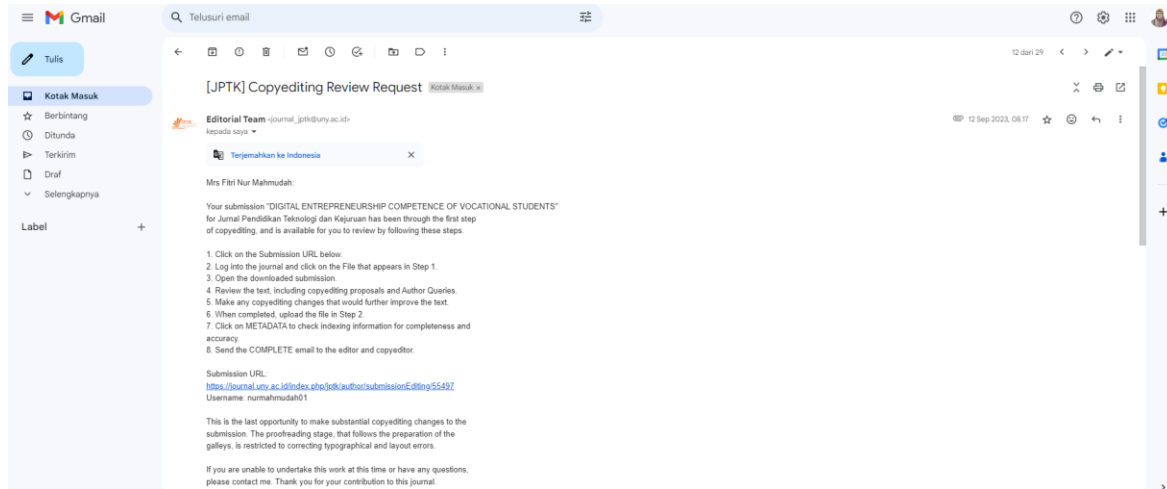 Gmail
Telusuri email
Tulis
12 dari 29
Kotak Masuk
Berbintang
Ditunda
Terkirim
Draf
Selengkapnya
Label
[JPTK] Copyediting Review Request Kotak Masuk x
Editorial Team <journal_jptk@uny.ac.id>
12 Sep 2023, 08.17
kepada saya
Terjemahkan ke Indonesia
Mrs Fitri Nur Mahmudah:
Your submission "DIGITAL ENTREPRENEURSHIP COMPETENCE OF VOCATIONAL STUDENTS"
for Jurnal Pendidikan Teknologi dan Kejuruan has been through the first step
of copyediting, and is available for you to review by following these steps.
1. Click on the Submission URL below.
2. Log into the journal and click on the File that appears in Step 1.
3. Open the downloaded submission.
4. Review the text, including copyediting proposals and Author Queries.
5. Make any copyediting changes that would further improve the text.
6. When completed, upload the file in Step 2.
7. Click on METADATA to check indexing information for completeness and
accuracy.
8. Send the COMPLETE email to the editor and copyeditor.
Submission URL:
https://journal.uny.ac.id/index.php/jptk/author/submissionEditing/55497
Username: nurmahmudah01
This is the last opportunity to make substantial copyediting changes to the
submission. The proofreading stage, that follows the preparation of the
galleys, is restricted to correcting typographical and layout errors.
If you are unable to undertake this work at this time or have any questions,
please contact me. Thank you for your contribution to this journal.